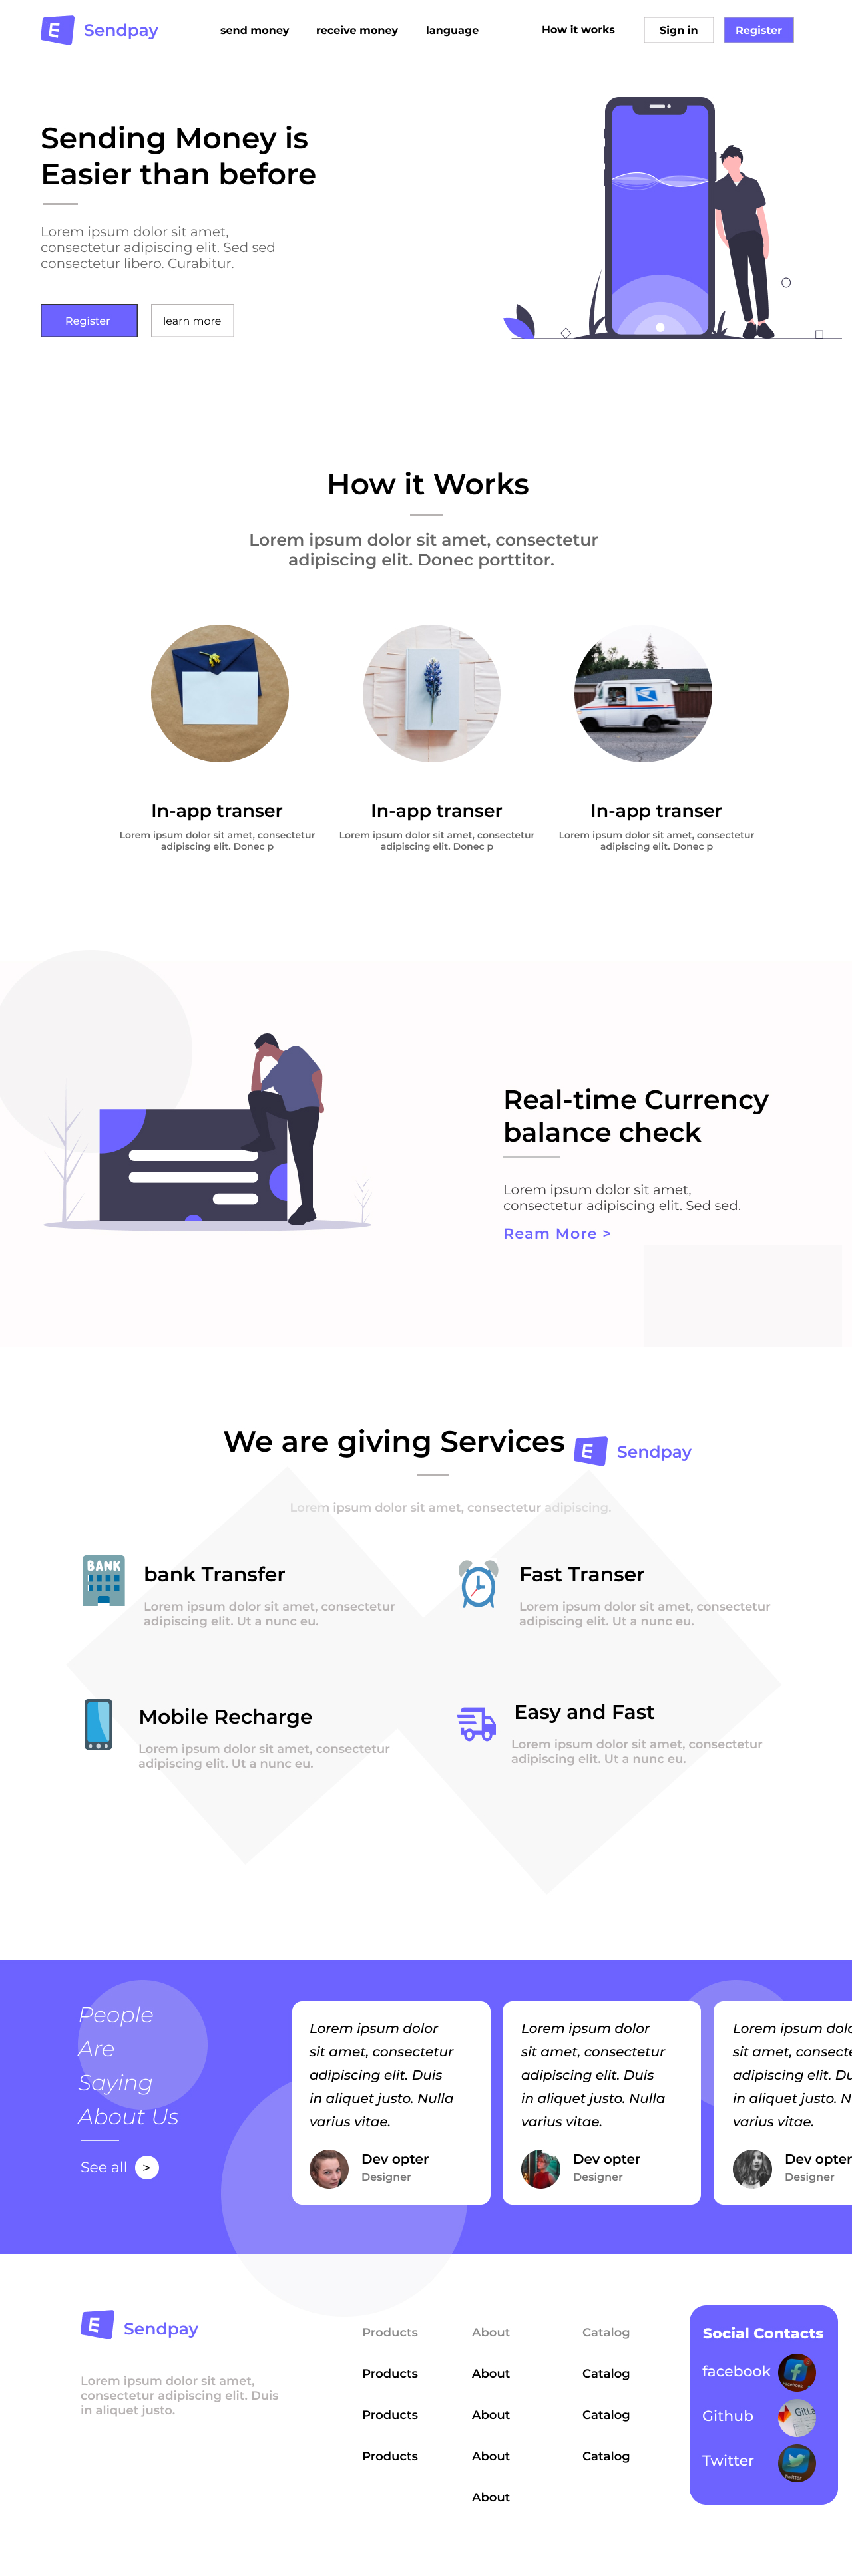 E Sendpay
send money receive money language How it works Sign in Register
Sending Money is
Easier than before
Lorem ipsum dolor sit amet,
consectetur adipiscing elit. Sed sed
consectetur libero. Curabitur.
Register learn more
How it Works
Lorem ipsum dolor sit amet, consectetur
adipiscing elit. Donec porttitor.
In-app transer
Lorem ipsum dolor sit amet, consectetur
adipiscing elit. Donec p
In-app transer
Lorem ipsum dolor sit amet, consectetur
adipiscing elit. Donec p
In-app transer
Lorem ipsum dolor sit amet, consectetur
adipiscing elit. Donec p
Real-time Currency
balance check
Lorem ipsum dolor sit amet,
consectetur adipiscing elit. Sed sed.
Ream More >
We are giving Services E Sendpay
Lorem ipsum dolor sit amet, consectetur adipiscing.
BANK
bank Transfer
Lorem ipsum dolor sit amet, consectetur
adipiscing elit. Ut a nunc eu.
Fast Transer
Lorem ipsum dolor sit amet, consectetur
adipiscing elit. Ut a nunc eu.
Mobile Recharge
Lorem ipsum dolor sit amet, consectetur
adipiscing elit. Ut a nunc eu.
Easy and Fast
Lorem ipsum dolor sit amet, consectetur
adipiscing elit. Ut a nunc eu.
People
Are
Saying
About Us
See all >
Lorem ipsum dolor
sit amet, consectetur
adipiscing elit. Duis
in aliquet justo. Nulla
varius vitae.
Dev opter
Designer
Lorem ipsum dolor
sit amet, consectetur
adipiscing elit. Duis
in aliquet justo. Nulla
varius vitae.
Dev opter
Designer
Lorem ipsum
sit amet,
adipiscing elit.
in aliquet justo.
varius vitae.
Dev opter
Designer
E Sendpay
Lorem ipsum dolor sit amet,
consectetur adipiscing elit. Duis
in aliquet justo.
Products
Products
Products
Products
About
About
About
About
About
Catalog
Catalog
Catalog
Catalog
Social Contacts
facebook
Github
Twitter